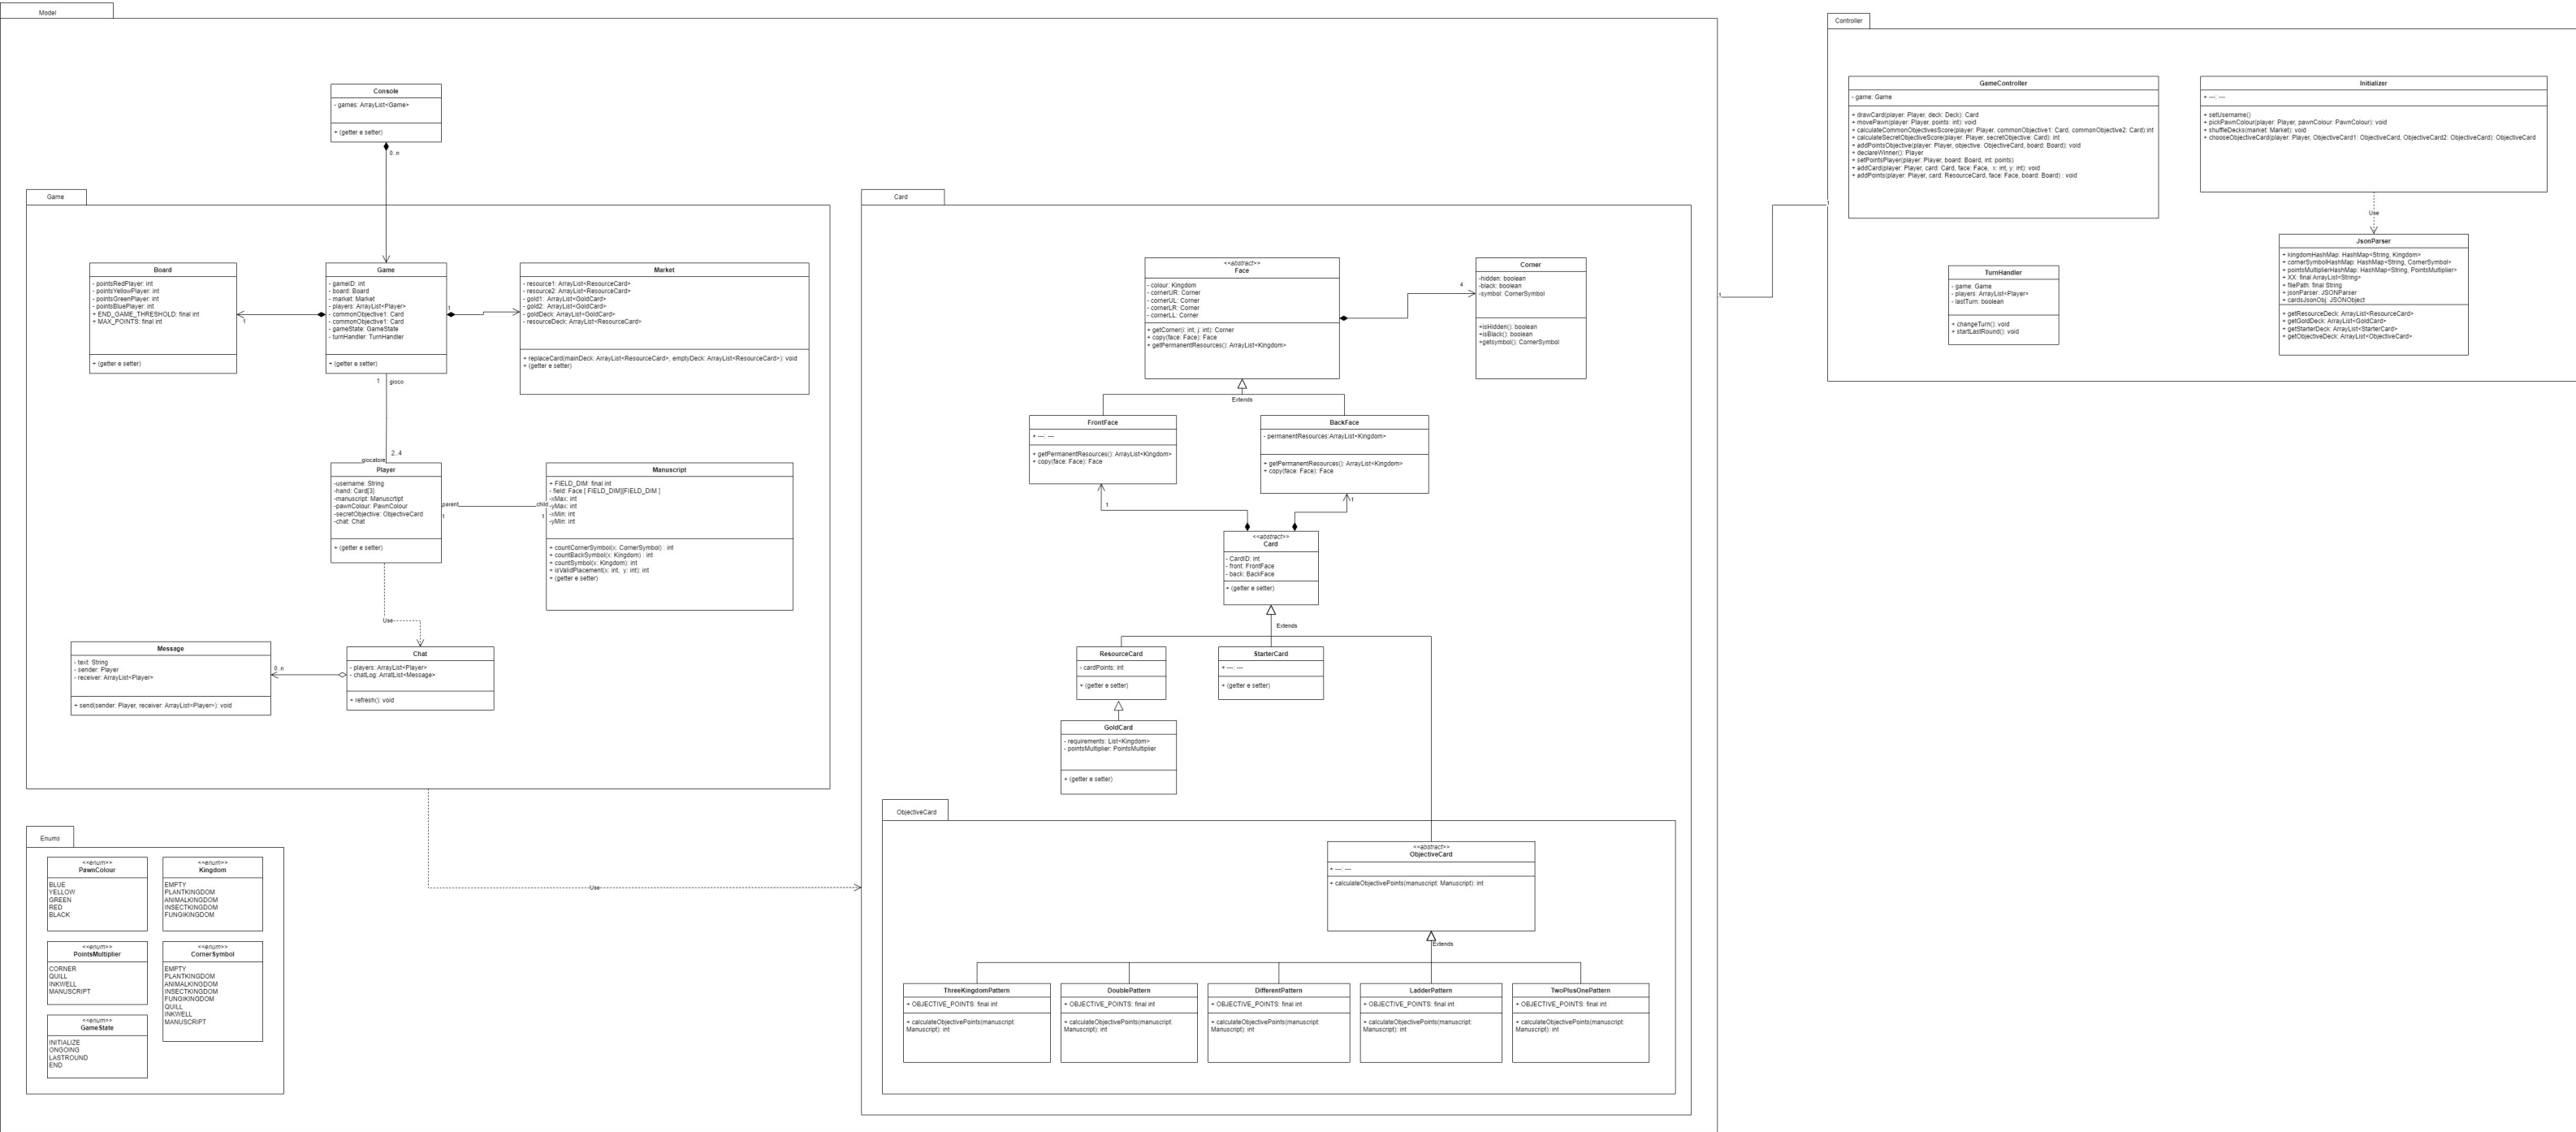 Model
Console
- games: ArrayList<Game>
+ (getter e setter)
0..n
Game
Board
- pointsRedPlayer: int
- pointsYellowPlayer: int
- pointsGreenPlayer: int
- pointsBluePlayer: int
+ END_GAME_THRESHOLD: final int
+ MAX_POINTS: final int
+ (getter e setter)
1
Game
- gameID: int
- board: Board
- market: Market
- players: ArrayList<Player>
- commonObjective1: Card
- commonObjective1: Card
- gameState: GameState
- turnHandler: TurnHandler
+ (getter e setter)
1
Market
- resource1: ArrayList<ResourceCard>
- resource2: ArrayList<ResourceCard>
- gold1: ArrayList<GoldCard>
- gold2: ArrayList<GoldCard>
- goldDeck: ArrayList<GoldCard>
- resourceDeck: ArrayList<ResourceCard>
+ replaceCard(mainDeck: ArrayList<ResourceCard>, emptyDeck: ArrayList<ResourceCard>): void
+ (getter e setter)
1
gioco
2..4
giocatore
Player
-username: String
-hand: Card[3]
-manuscript: Manuscrtipt
-pawnColour: PawnColour
-secretObjective: ObjectiveCard
-chat: Chat
+ (getter e setter)
parent
1
child
1
Manuscript
+ FIELD_DIM: final int
- field: Face [ FIELD_DIM][FIELD_DIM ]
-xMax: int
-yMax: int
-xMin: int
-yMin: int
+ countCornerSymbol(x: CornerSymbol) : int
+ countBackSymbol(x: Kingdom) : int
+ countSymbol(x: Kingdom): int
+ isValidPlacement(x: int, y: int): int
+ (getter e setter)
Use
Message
- text: String
- sender: Player
- receiver: ArrayList<Player>
+ send(sender: Player, receiver: ArrayList<Player>): void
0..n
Chat
- players: ArrayList<Player>
- chatLog: ArratList<Message>
+ refresh(): void
Use
Enums
<<enum>>
PawnColour
BLUE
YELLOW
GREEN
RED
BLACK
<<enum>>
Kingdom
EMPTY
PLANTKINGDOM
ANIMALKINGDOM
INSECTKINGDOM
FUNGIKINGDOM
<<enum>>
PointsMultiplier
CORNER
QUILL
INKWELL
MANUSCRIPT
<<enum>>
CornerSymbol
EMPTY
PLANTKINGDOM
ANIMALKINGDOM
INSECTKINGDOM
FUNGIKINGDOM
QUILL
INKWELL
MANUSCRIPT
<<enum>>
GameState
INITIALIZE
ONGOING
LASTROUND
END
Card
<<abstract>>
Face
- colour: Kingdom
- cornerUR: Corner
- cornerUL: Corner
- cornerLR: Corner
- cornerLL: Corner
+ getCorner(i: int, j: int): Corner
+ copy(face: Face): Face
+ getPermanentResources(): ArrayList<Kingdom>
4
Corner
-hidden: boolean
-black: boolean
-symbol: CornerSymbol
+isHidden(): boolean
+isBlack(): boolean
+getsymbol(): CornerSymbol
Extends
FrontFace
+ ---: ---
+ getPermanentResources(): ArrayList<Kingdom>
+ copy(face: Face): Face
BackFace
- permanentResources:ArrayList<Kingdom>
+ getPermanentResources(): ArrayList<Kingdom>
+ copy(face: Face): Face
1
1
<<abstract>>
Card
- CardID: int
- front: FrontFace
- back: BackFace
+ (getter e setter)
Extends
ResourceCard
- cardPoints: int
+ (getter e setter)
StarterCard
+ ---: ---
+ (getter e setter)
GoldCard
- requirements: List<Kingdom>
- pointsMultiplier: PointsMultiplier
+ (getter e setter)
ObjectiveCard
<<abstract>>
ObjectiveCard
+ ---: ---
+ calculateObjectivePoints(manuscript: Manuscript): int
Extends
ThreeKingdomPattern
+ OBJECTIVE_POINTS: final int
+ calculateObjectivePoints(manuscript:
Manuscript): int
DoublePattern
+ OBJECTIVE_POINTS: final int
+ calculateObjectivePoints(manuscript:
Manuscript): int
DifferentPattern
+ OBJECTIVE_POINTS: final int
+ calculateObjectivePoints(manuscript:
Manuscript): int
LadderPattern
+ OBJECTIVE_POINTS: final int
+ calculateObjectivePoints(manuscript:
Manuscript): int
TwoPlusOnePattern
+ OBJECTIVE_POINTS: final int
+ calculateObjectivePoints(manuscript:
Manuscript): int
1
1
Controller
GameController
- game: Game
+ drawCard(player: Player, deck: Deck): Card
+ movePawn(player: Player, points: int): void
+ calculateCommonObjectivesScore(player: Player, commonObjective1: Card, commonObjective2: Card) int
+ calculateSecretObjectiveScore(player: Player, secretObjective: Card): int
+ addPointsObjective(player: Player, objective: ObjectiveCard, board: Board): void
+ declareWinner(): Player
+ setPointsPlayer(player: Player, board: Board, int: points)
+ addCard(player: Player, card: Card, face: Face, x: int, y: int): void
+ addPoints(player: Player, card: ResourceCard, face: Face, board: Board) : void
Initializer
+ ---: ---
+ setUsername()
+ pickPawnColour(player: Player, pawnColour: PawnColour): void
+ shuffleDecks(market: Market): void
+ chooseObjectiveCard(player: Player, ObjectiveCard1: ObjectiveCard, ObjectiveCard2: ObjectiveCard): ObjectiveCard
Use
TurnHandler
- game: Game
- players: ArrayList<Player>
- lastTurn: boolean
+ changeTurn(): void
+ startLastRound(): void
JsonParser
+ kingdomHashMap: HashMap<String, Kingdom>
+ cornerSymbolHashMap: HashMap<String, CornerSymbol>
+ pointsMultiplierHashMap: HashMap<String, PointsMultiplier>
+ XX: final ArrayList<String>
+ filePath: final String
+ jsonParser: JSONParser
+ cardsJsonObj: JSONObject
+ getResourceDeck: ArrayList<ResourceCard>
+ getGoldDeck: ArrayList<GoldCard>
+ getStarterDeck: ArrayList<StarterCard>
+ getObjectiveDeck: ArrayList<ObjectiveCard>